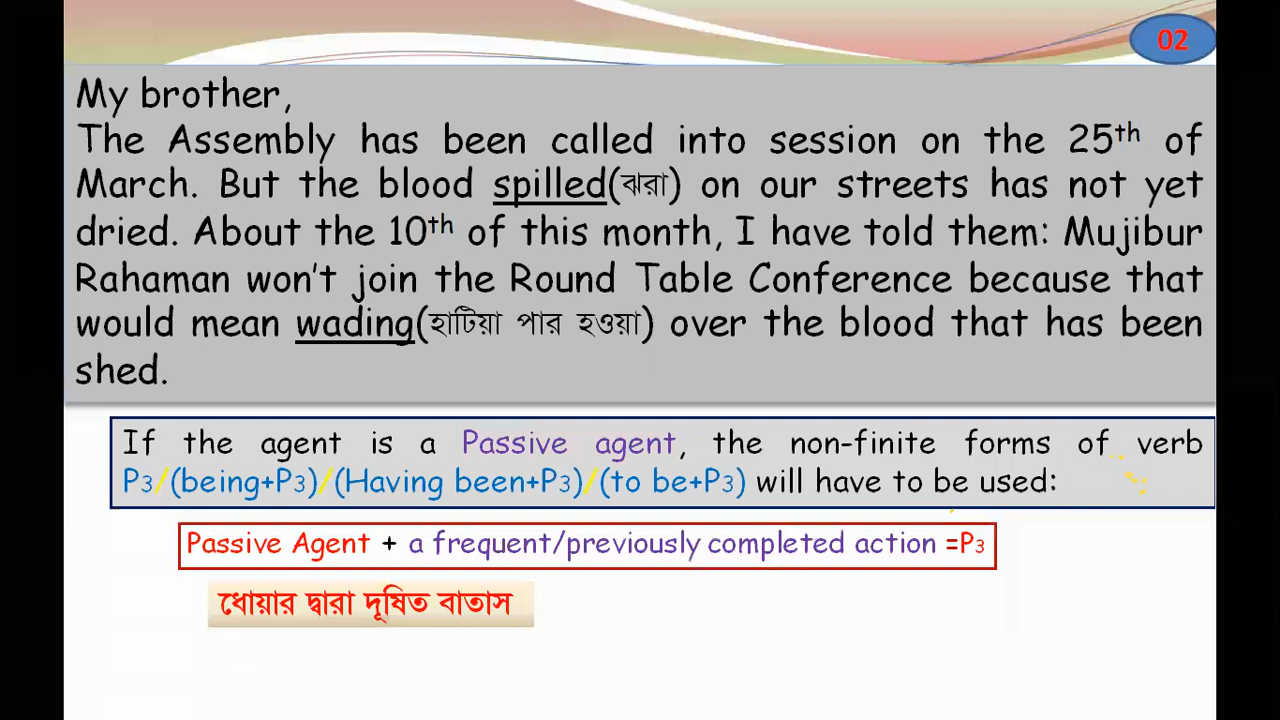 02
My brother,
The Assembly has been called into session on the 25th of
March. But the blood spilled(ঝরা) on our streets has not yet
dried. About the 10th of this month, I have told them: Mujibur
Rahaman won't join the Round Table Conference because that
would mean wading(হাটিয়া পার হওয়া) over the blood that has been
shed.
If the agent is a Passive agent, the non-finite forms of verb
P3/(being+P3)/(Having been+P3)/(to be+P3) will have to be used:
Passive Agent + a frequent/previously completed action =P3
ধোয়ার দ্বারা দূষিত বাতাস